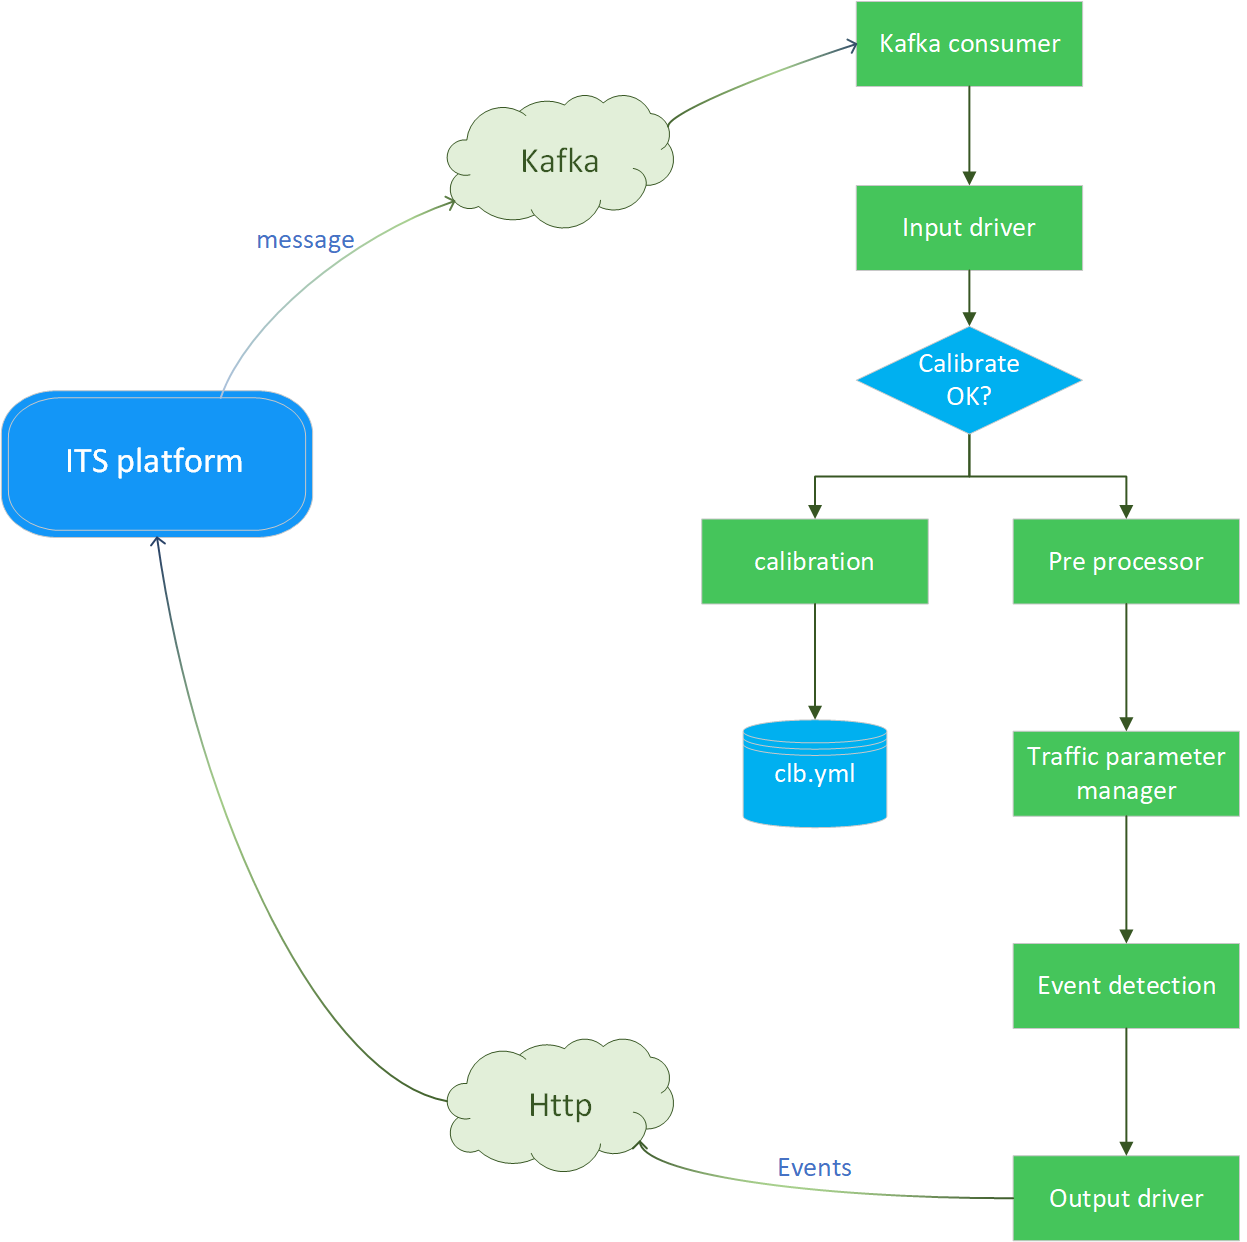 Kafka consumer
Kafka
Input driver
message
Calibrate
OK?
ITS platform
calibration
Pre processor
Traffic parameter
manager
clb.yml
Event detection
Http
Events
Output driver